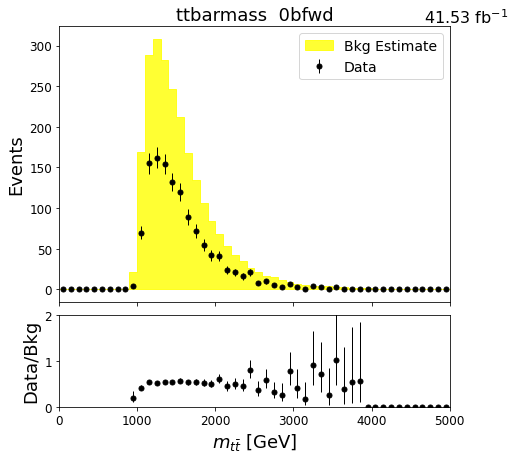 ttbarmass  0bfwd
41.53 fb⁻¹
Bkg Estimate
Data
Events
300
250
200
150
100
50
0
Data/Bkg
2
1
0
0 1000 2000 3000 4000 5000
m_{tt̄} [GeV]